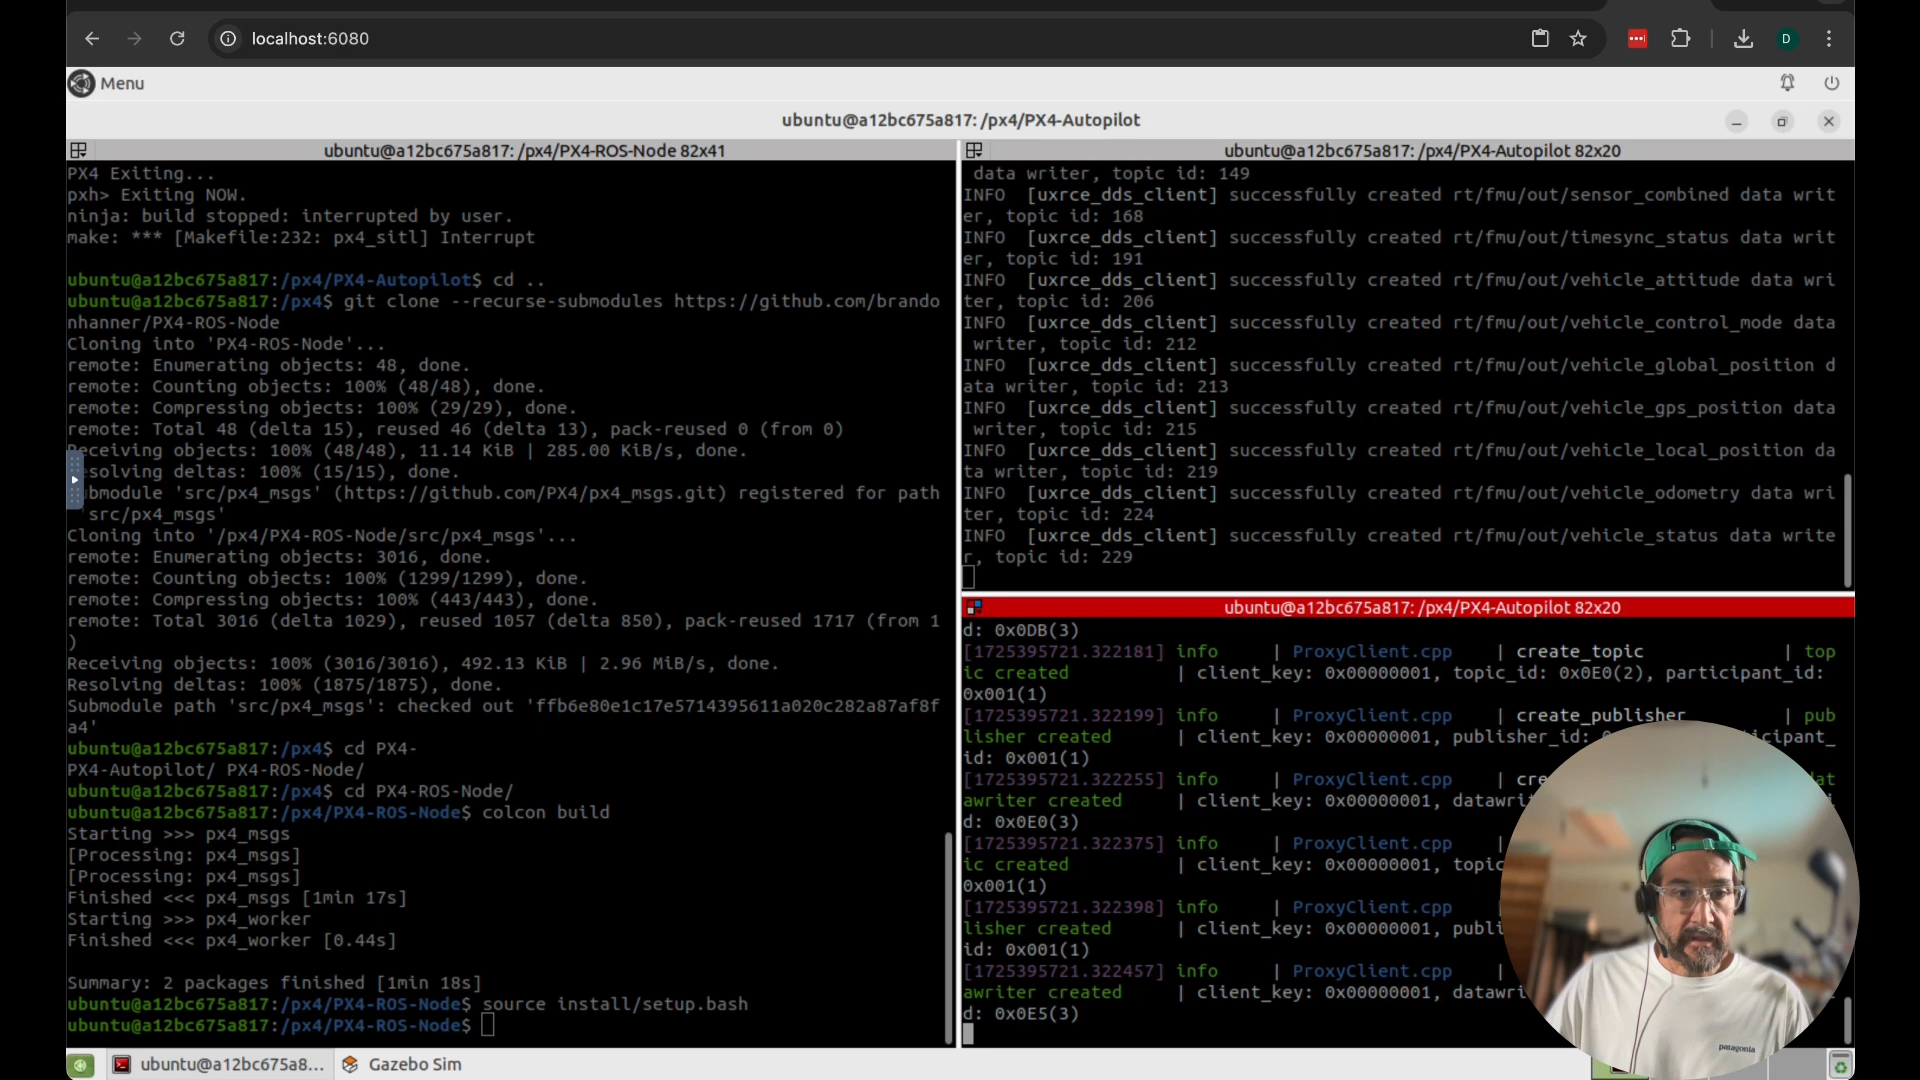 localhost:6080
D
Menu
ubuntu@a12bc675a817: /px4/PX4-Autopilot
ubuntu@a12bc675a817: /px4/PX4-ROS-Node 82x41
PX4 Exiting...
pxh> Exiting NOW.
ninja: build stopped: interrupted by user.
make: *** [Makefile:232: px4_sitl] Interrupt
ubuntu@a12bc675a817:/px4/PX4-Autopilot$ cd ..
ubuntu@a12bc675a817:/px4$ git clone --recurse-submodules https://github.com/brando
nhanner/PX4-ROS-Node
Cloning into 'PX4-ROS-Node'...
remote: Enumerating objects: 48, done.
remote: Counting objects: 100% (48/48), done.
remote: Compressing objects: 100% (29/29), done.
remote: Total 48 (delta 15), reused 46 (delta 13), pack-reused 0 (from 0)
Receiving objects: 100% (48/48), 11.14 KiB | 285.00 KiB/s, done.
esolving deltas: 100% (15/15), done.
ubmodule 'src/px4_msgs' (https://github.com/PX4/px4_msgs.git) registered for path
'src/px4_msgs'
Cloning into '/px4/PX4-ROS-Node/src/px4_msgs'...
remote: Enumerating objects: 3016, done.
remote: Counting objects: 100% (1299/1299), done.
remote: Compressing objects: 100% (443/443), done.
remote: Total 3016 (delta 1029), reused 1057 (delta 850), pack-reused 1717 (from 1
)
Receiving objects: 100% (3016/3016), 492.13 KiB | 2.96 MiB/s, done.
Resolving deltas: 100% (1875/1875), done.
Submodule path 'src/px4_msgs': checked out 'ffb6e80e1c17e5714395611a020c282a87af8f
a4'
ubuntu@a12bc675a817:/px4$ cd PX4-
PX4-Autopilot/ PX4-ROS-Node/
ubuntu@a12bc675a817:/px4$ cd PX4-ROS-Node/
ubuntu@a12bc675a817:/px4/PX4-ROS-Node$ colcon build
Starting >>> px4_msgs
[Processing: px4_msgs]
[Processing: px4_msgs]
Finished <<< px4_msgs [1min 17s]
Starting >>> px4_worker
Finished <<< px4_worker [0.44s]
Summary: 2 packages finished [1min 18s]
ubuntu@a12bc675a817:/px4/PX4-ROS-Node$ source install/setup.bash
ubuntu@a12bc675a817:/px4/PX4-ROS-Node$
ubuntu@a12bc675a817: /px4/PX4-Autopilot 82x20
data writer, topic id: 149
INFO [uxrce_dds_client] successfully created rt/fmu/out/sensor_combined data writ
er, topic id: 168
INFO [uxrce_dds_client] successfully created rt/fmu/out/timesync_status data writ
er, topic id: 191
INFO [uxrce_dds_client] successfully created rt/fmu/out/vehicle_attitude data wri
ter, topic id: 206
INFO [uxrce_dds_client] successfully created rt/fmu/out/vehicle_control_mode data
writer, topic id: 212
INFO [uxrce_dds_client] successfully created rt/fmu/out/vehicle_global_position d
ata writer, topic id: 213
INFO [uxrce_dds_client] successfully created rt/fmu/out/vehicle_gps_position data
writer, topic id: 215
INFO [uxrce_dds_client] successfully created rt/fmu/out/vehicle_local_position da
ta writer, topic id: 219
INFO [uxrce_dds_client] successfully created rt/fmu/out/vehicle_odometry data wri
ter, topic id: 224
INFO [uxrce_dds_client] successfully created rt/fmu/out/vehicle_status data write
r, topic id: 229
ubuntu@a12bc675a817: /px4/PX4-Autopilot 82x20
d: 0x0DB(3)
[1725395721.322181] info | ProxyClient.cpp | create_topic | top
ic created | client_key: 0x00000001, topic_id: 0x0E0(2), participant_id:
0x001(1)
[1725395721.322199] info | ProxyClient.cpp | create_publisher | pub
lisher created | client_key: 0x00000001, publisher_id: ticipant_
id: 0x001(1)
[1725395721.322255] info | ProxyClient.cpp | cre at
awriter created | client_key: 0x00000001, datawri
d: 0x0E0(3)
[1725395721.322375] info | ProxyClient.cpp |
ic created | client_key: 0x00000001, topic
0x001(1)
[1725395721.322398] info | ProxyClient.cpp |
lisher created | client_key: 0x00000001, publi
id: 0x001(1)
[1725395721.322457] info | ProxyClient.cpp |
awriter created | client_key: 0x00000001, datawri
d: 0x0E5(3)
patagonia
ubuntu@a12bc675a8...
Gazebo Sim